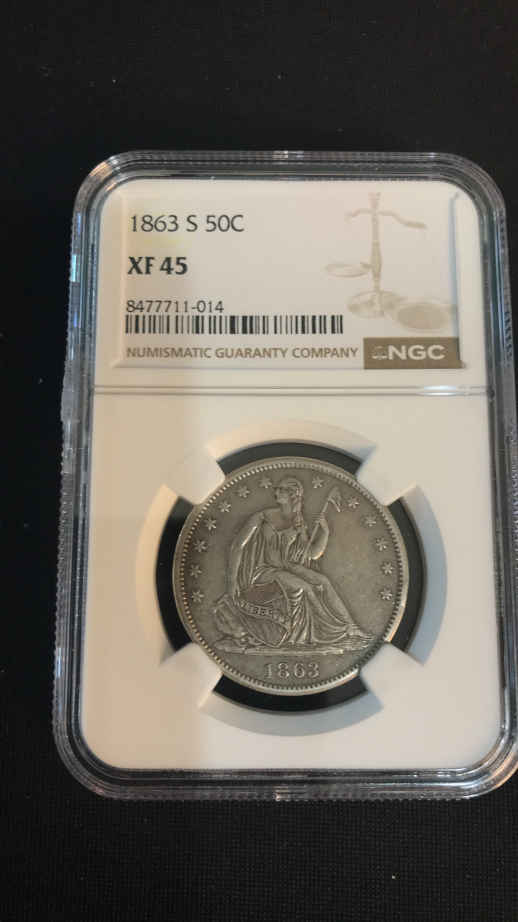 1863 S 50C
XF 45
8477711-014
NUMISMATIC GUARANTY COMPANY
NGC
LIBERTY
1863